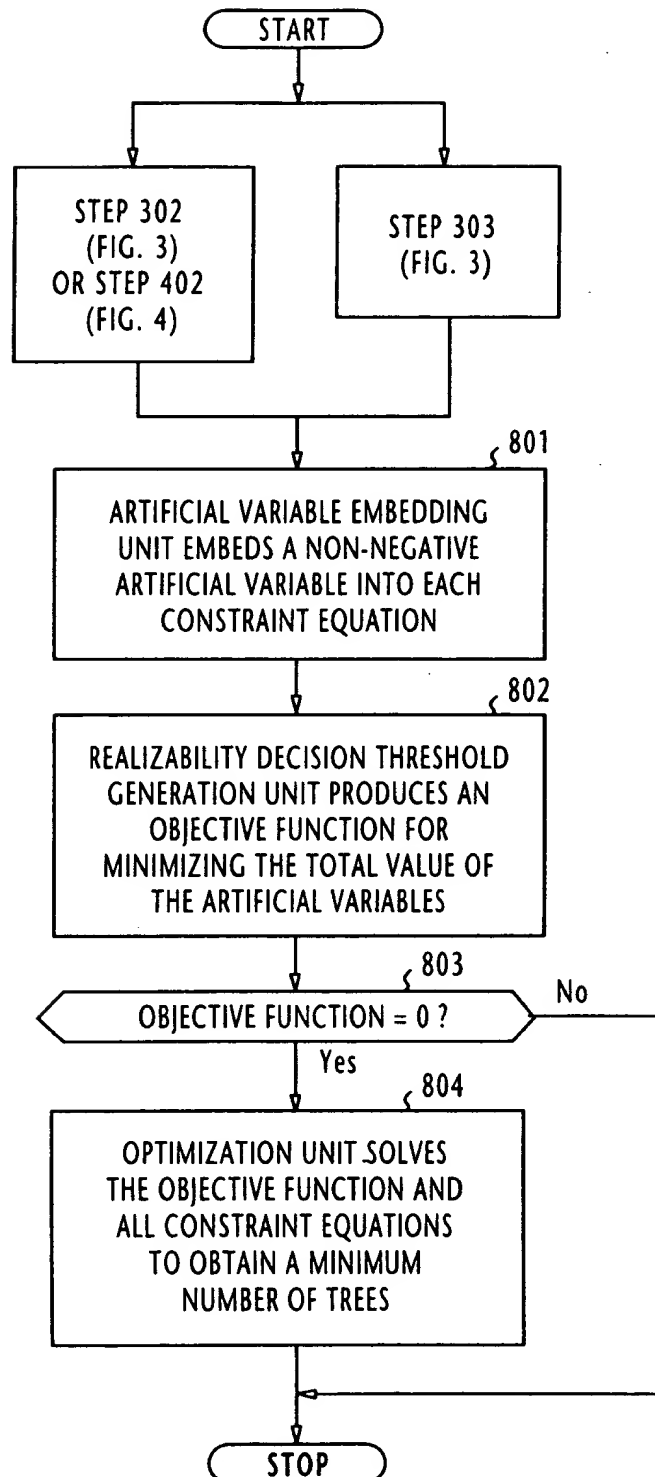 START
STEP 302
(FIG. 3)
OR STEP 402
(FIG. 4)
STEP 303
(FIG. 3)
801
ARTIFICIAL VARIABLE EMBEDDING
UNIT EMBEDS A NON-NEGATIVE
ARTIFICIAL VARIABLE INTO EACH
CONSTRAINT EQUATION
802
REALIZABILITY DECISION THRESHOLD
GENERATION UNIT PRODUCES AN
OBJECTIVE FUNCTION FOR
MINIMIZING THE TOTAL VALUE OF
THE ARTIFICIAL VARIABLES
803
OBJECTIVE FUNCTION = 0 ?
No
Yes
804
OPTIMIZATION UNIT SOLVES
THE OBJECTIVE FUNCTION AND
ALL CONSTRAINT EQUATIONS
TO OBTAIN A MINIMUM
NUMBER OF TREES
STOP